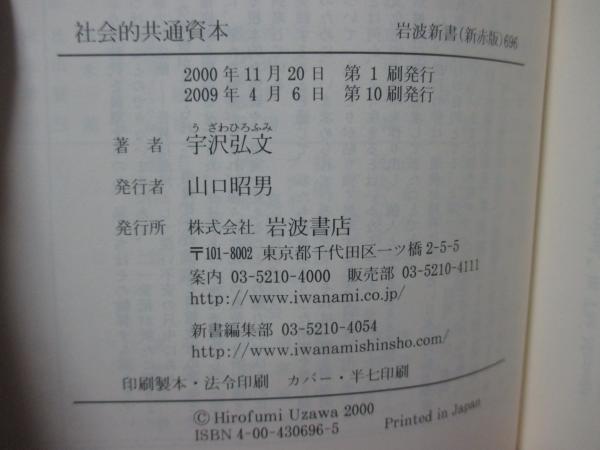 社会的共通資本 岩波新書(新赤版)696
2000年11月20日 第1刷発行
2009年4月6日 第10刷発行
うざわひろふみ
著者 宇沢弘文
発行者 山口昭男
発行所 株式会社 岩波書店
〒101-8002 東京都千代田区一ツ橋2-5-5
案内 03-5210-4000 販売部 03-5210-4111
http://www.iwanami.co.jp/
新書編集部 03-5210-4054
http://www.iwanamishinsho.com/
印刷製本・法令印刷 カバー・半七印刷
© Hirofumi Uzawa 2000
ISBN 4-00-430696-5 Printed in Japan